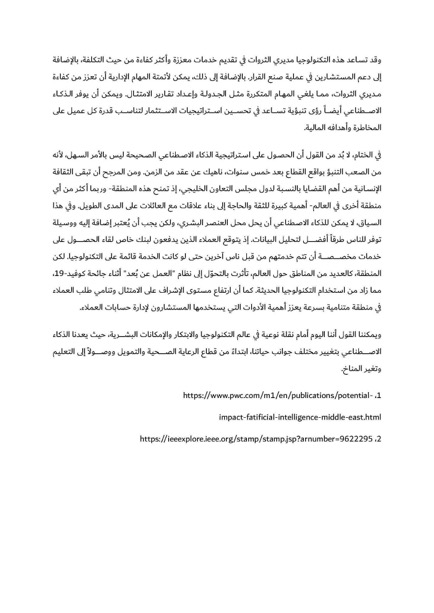 وقد تساعد هذه التكنولوجيا مديري الثروات في تقديم خدمات معززة وأكثر كفاءة من حيث التكلفة، بالإضافة
إلى دعم المستشارين في عملية صنع القرار. بالإضافة إلى ذلك، يمكن لأتمتة المهام الإدارية أن تعزز من كفاءة
مديري الثروات، مما يلغي المهام المتكررة مثل الجدولة وإعداد تقارير الامتثال. ويمكن أن يوفر الذكاء
الاصطناعي أيضاً رؤى تنبؤية تساعد في تحسين استراتيجيات الاستثمار لتناسب قدرة كل عميل على
المخاطرة وأهدافه المالية.
في الختام، لا بُد من القول أن الحصول على استراتيجية الذكاء الاصطناعي الصحيحة ليس بالأمر السهل، لأنه
من الصعب التنبؤ بواقع القطاع بعد خمس سنوات، ناهيك عن عقد من الزمن. ومن المرجح أن تبقى الثقافة
الإنسانية من أهم القضايا بالنسبة لدول مجلس التعاون الخليجي، إذ تمنح هذه المنطقة- وربما أكثر من أي
منطقة أخرى في العالم- أهمية كبيرة للثقة والحاجة إلى بناء علاقات مع العائلات على المدى الطويل. وفي هذا
السياق، لا يمكن للذكاء الاصطناعي أن يحل محل العنصر البشري، ولكن يجب أن يُعتبر إضافة إليه ووسيلة
توفر للناس طرقاً أفضل لتحليل البيانات. إذ يتوقع العملاء الذين يدفعون لبنك خاص لقاء الحصول على
خدمات مخصصة أن تتم خدمتهم من قبل ناس آخرين حتى لو كانت الخدمة قائمة على التكنولوجيا. لكن
المنطقة، كالعديد من المناطق حول العالم، تأثرت بالتحوّل إلى نظام "العمل عن بُعد" أثناء جائحة كوفيد-19،
مما زاد من استخدام التكنولوجيا الحديثة. كما أن ارتفاع مستوى الإشراف على الامتثال وتنامي طلب العملاء
في منطقة متنامية بسرعة يعزز أهمية الأدوات التي يستخدمها المستشارون لإدارة حسابات العملاء.
ويمكننا القول أننا اليوم أمام نقلة نوعية في عالم التكنولوجيا والابتكار والإمكانات البشرية، حيث يعدنا الذكاء
الاصطناعي بتغيير مختلف جوانب حياتنا، ابتداءً من قطاع الرعاية الصحية والتمويل ووصولاً إلى التعليم
وتغير المناخ.
1. https://www.pwc.com/m1/en/publications/potential-
impact-fatificial-intelligence-middle-east.html
2. https://ieeexplore.ieee.org/stamp/stamp.jsp?arnumber=9622295